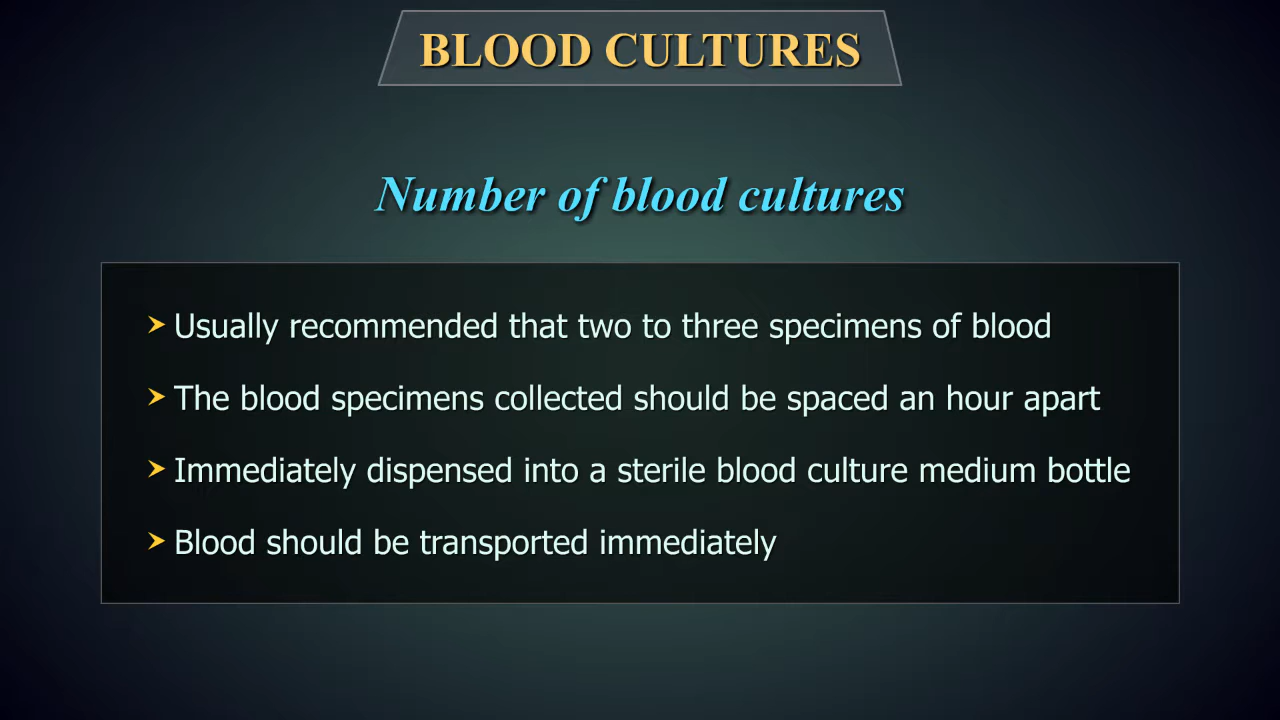 BLOOD CULTURES
Number of blood cultures
➤ Usually recommended that two to three specimens of blood
➤ The blood specimens collected should be spaced an hour apart
➤ Immediately dispensed into a sterile blood culture medium bottle
➤ Blood should be transported immediately